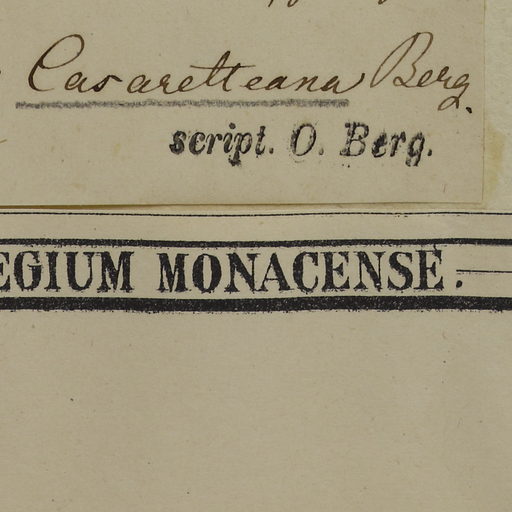 Casaretteana Berg.
script. O. Berg.
EGIUM MONACENSE.